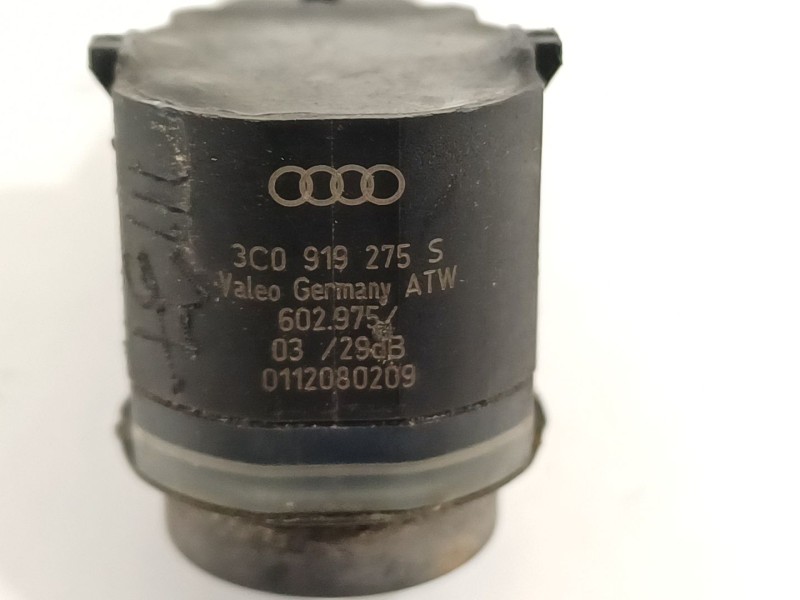 3C0 919 275 S
Valeo Germany ATW
602.975/
03 /29dB
0112080209